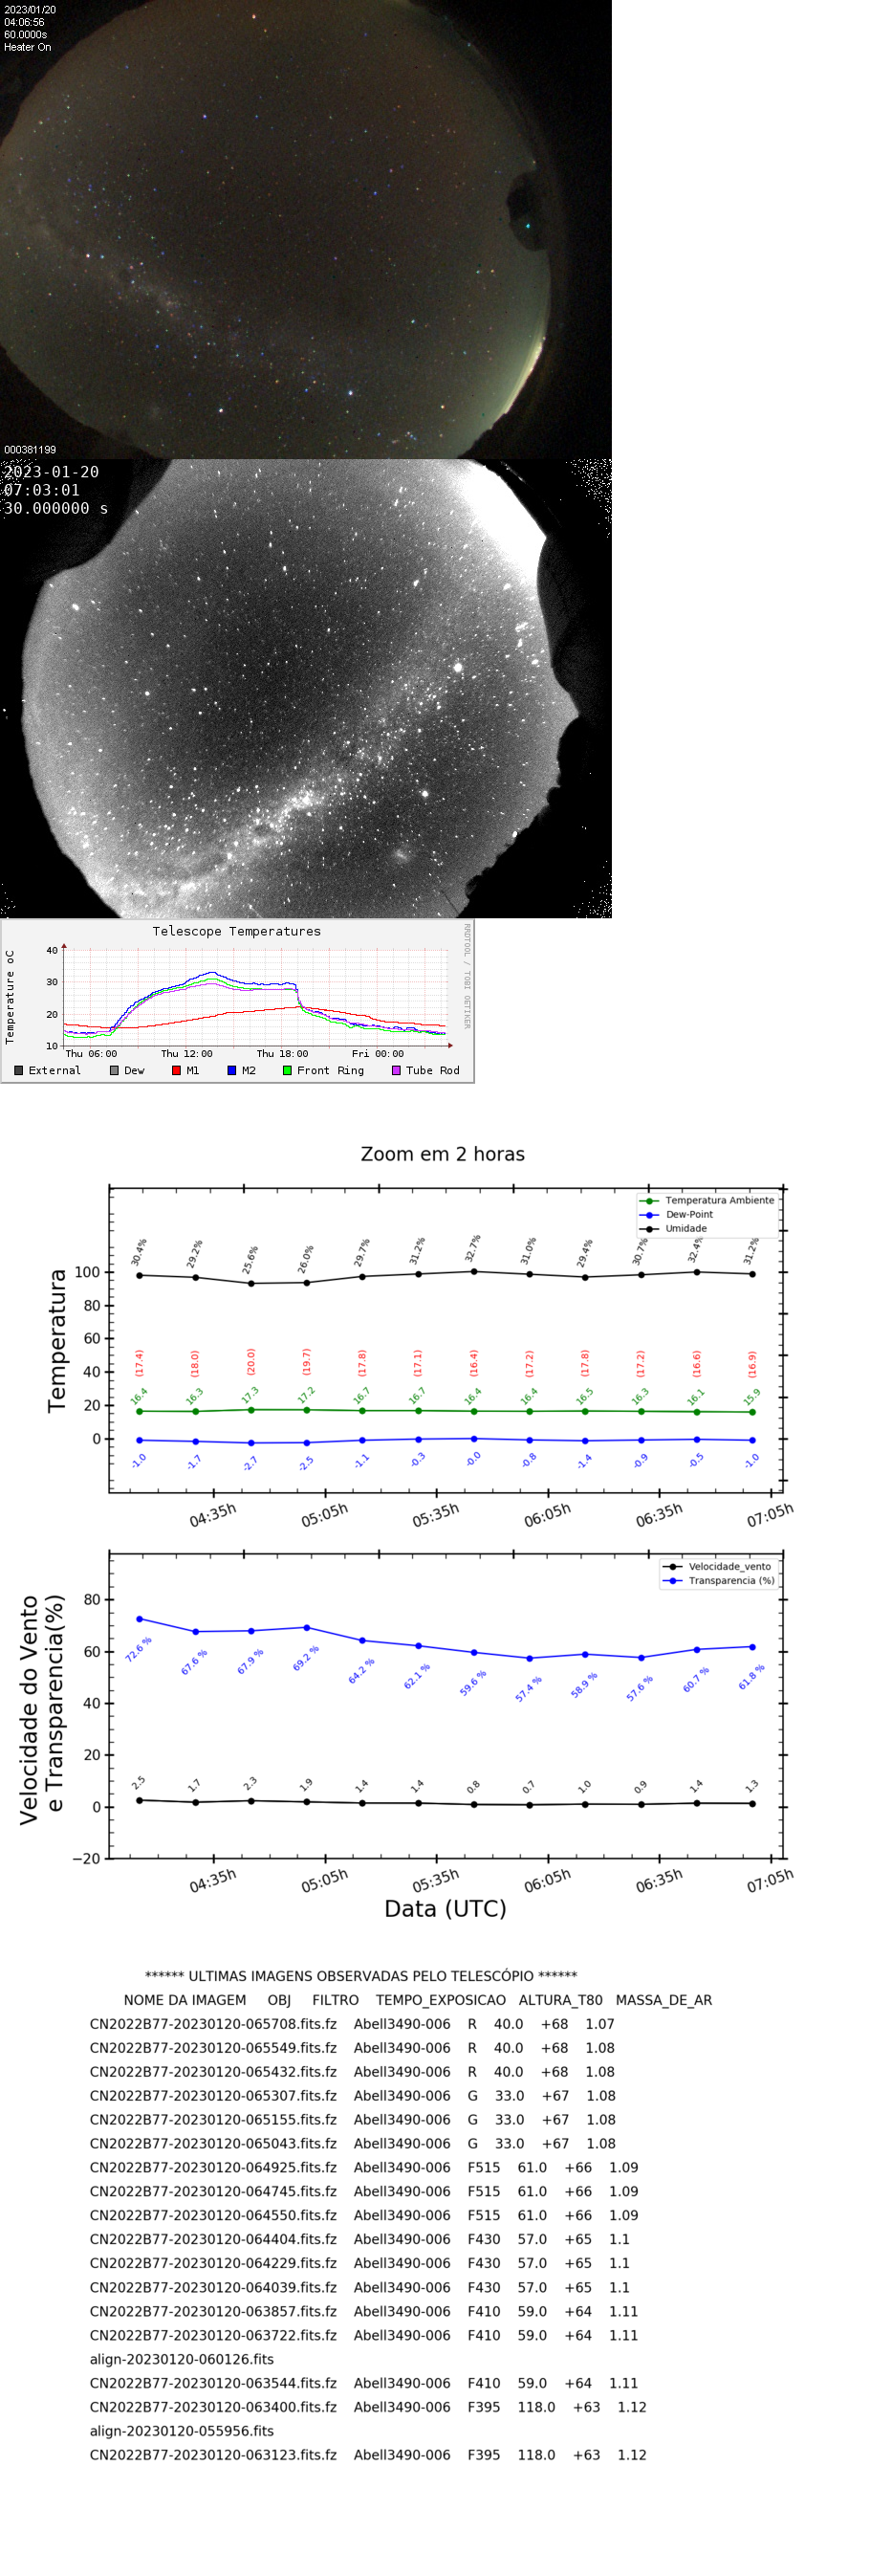 2023/01/20
04:06:56
60.0000s
Heater On
000381199
2023-01-20
07:03:01
30.000000 s
Telescope Temperatures
RRDTOOL / TOBI OETIKER
Temperature oC
40
30
20
10
Thu 06:00 Thu 12:00 Thu 18:00 Fri 00:00
External Dew M1 M2 Front Ring Tube Rod
Zoom em 2 horas
Temperatura Ambiente
Dew-Point
Umidade
30.4% 29.2% 25.6% 26.0% 29.7% 31.2% 32.7% 31.0% 29.4% 30.7% 32.4% 31.2%
Temperatura
100
80
60
40
20
0
(17.4) (18.0) (20.0) (19.7) (17.8) (17.1) (16.4) (17.2) (17.8) (17.2) (16.6) (16.9)
16.4 16.3 17.3 17.2 16.7 16.7 16.4 16.4 16.5 16.3 16.1 15.9
-1.0 -1.7 -2.7 -2.5 -1.1 -0.3 -0.0 -0.8 -1.4 -0.9 -0.5 -1.0
04:35h 05:05h 05:35h 06:05h 06:35h 07:05h
Velocidade_vento
Transparencia (%)
Velocidade do Vento
e Transparencia(%)
80
60
40
20
0
−20
72.6 % 67.6 % 67.9 % 69.2 % 64.2 % 62.1 % 59.6 % 57.4 % 58.9 % 57.6 % 60.7 % 61.8 %
2.5 1.7 2.3 1.9 1.4 1.4 0.8 0.7 1.0 0.9 1.4 1.3
04:35h 05:05h 05:35h 06:05h 06:35h 07:05h
Data (UTC)
****** ULTIMAS IMAGENS OBSERVADAS PELO TELESCÓPIO ******
NOME DA IMAGEM OBJ FILTRO TEMPO_EXPOSICAO ALTURA_T80 MASSA_DE_AR
CN2022B77-20230120-065708.fits.fz Abell3490-006 R 40.0 +68 1.07
CN2022B77-20230120-065549.fits.fz Abell3490-006 R 40.0 +68 1.08
CN2022B77-20230120-065432.fits.fz Abell3490-006 R 40.0 +68 1.08
CN2022B77-20230120-065307.fits.fz Abell3490-006 G 33.0 +67 1.08
CN2022B77-20230120-065155.fits.fz Abell3490-006 G 33.0 +67 1.08
CN2022B77-20230120-065043.fits.fz Abell3490-006 G 33.0 +67 1.08
CN2022B77-20230120-064925.fits.fz Abell3490-006 F515 61.0 +66 1.09
CN2022B77-20230120-064745.fits.fz Abell3490-006 F515 61.0 +66 1.09
CN2022B77-20230120-064550.fits.fz Abell3490-006 F515 61.0 +66 1.09
CN2022B77-20230120-064404.fits.fz Abell3490-006 F430 57.0 +65 1.1
CN2022B77-20230120-064229.fits.fz Abell3490-006 F430 57.0 +65 1.1
CN2022B77-20230120-064039.fits.fz Abell3490-006 F430 57.0 +65 1.1
CN2022B77-20230120-063857.fits.fz Abell3490-006 F410 59.0 +64 1.11
CN2022B77-20230120-063722.fits.fz Abell3490-006 F410 59.0 +64 1.11
align-20230120-060126.fits
CN2022B77-20230120-063544.fits.fz Abell3490-006 F410 59.0 +64 1.11
CN2022B77-20230120-063400.fits.fz Abell3490-006 F395 118.0 +63 1.12
align-20230120-055956.fits
CN2022B77-20230120-063123.fits.fz Abell3490-006 F395 118.0 +63 1.12